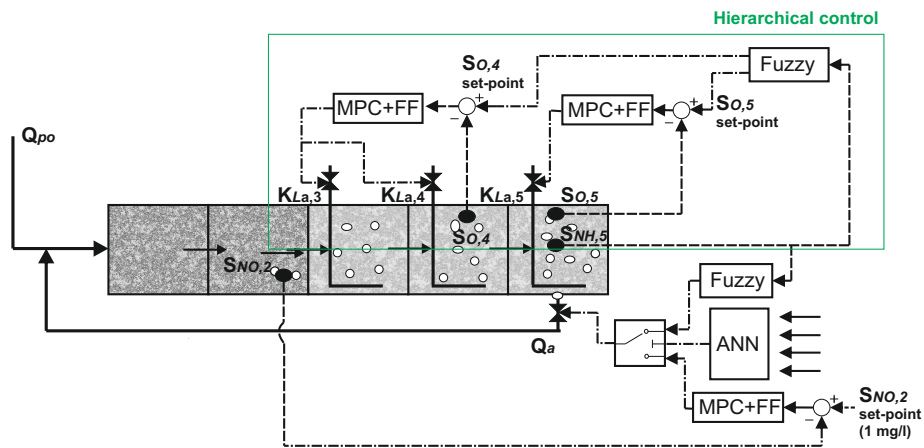 Hierarchical control
Fuzzy
SO,4
set-point
+
MPC+FF
−
MPC+FF
+
−
SO,5
set-point
Qpo
KLa,3
KLa,4
KLa,5
SO,5
SO,4
SNH,5
SNO,2
Fuzzy
Qa
ANN
MPC+FF
+
−
SNO,2
set-point
(1 mg/l)